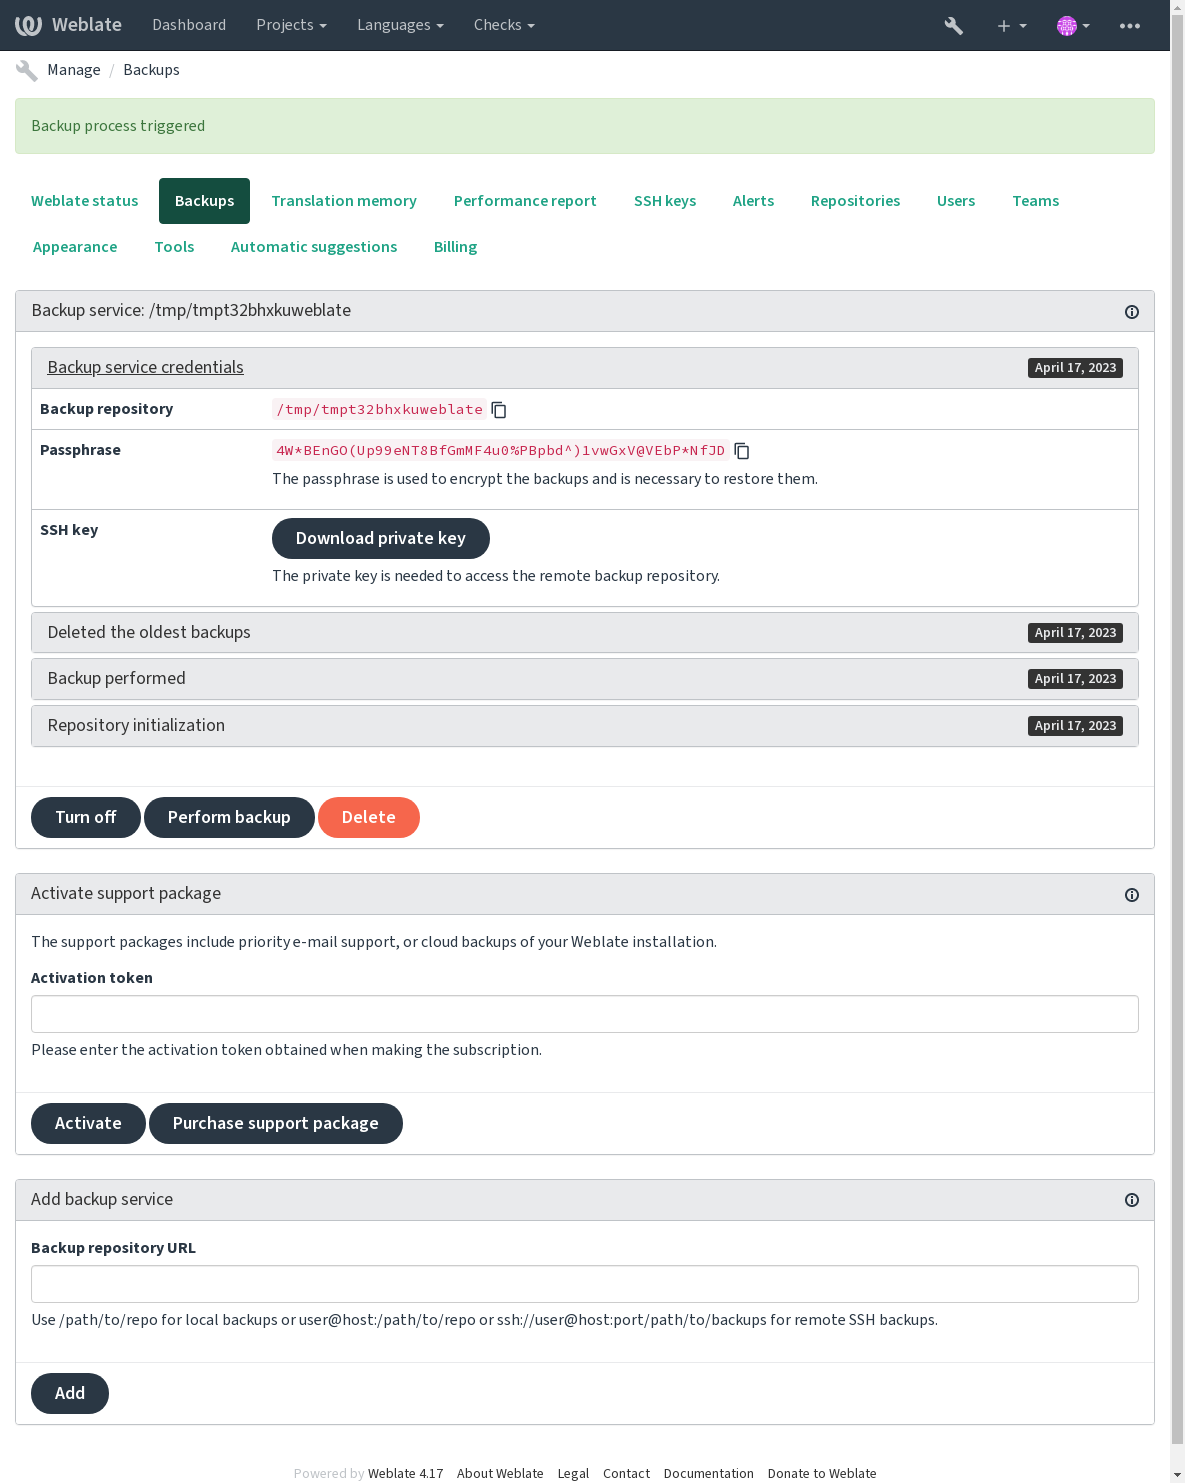 Weblate Dashboard Projects Languages Checks
Manage / Backups
Backup process triggered
Weblate status Backups Translation memory Performance report SSH keys Alerts Repositories Users Teams
Appearance Tools Automatic suggestions Billing
Backup service: /tmp/tmpt32bhxkuweblate
Backup service credentials April 17, 2023
Backup repository /tmp/tmpt32bhxkuweblate
Passphrase 4W*BEnGO(Up99eNT8BfGmMF4u0%PBpbd^)1vwGxV@VEbP*NfJD
The passphrase is used to encrypt the backups and is necessary to restore them.
SSH key Download private key
The private key is needed to access the remote backup repository.
Deleted the oldest backups April 17, 2023
Backup performed April 17, 2023
Repository initialization April 17, 2023
Turn off Perform backup Delete
Activate support package
The support packages include priority e-mail support, or cloud backups of your Weblate installation.
Activation token
Please enter the activation token obtained when making the subscription.
Activate Purchase support package
Add backup service
Backup repository URL
Use /path/to/repo for local backups or user@host:/path/to/repo or ssh://user@host:port/path/to/backups for remote SSH backups.
Add
Powered by Weblate 4.17 About Weblate Legal Contact Documentation Donate to Weblate